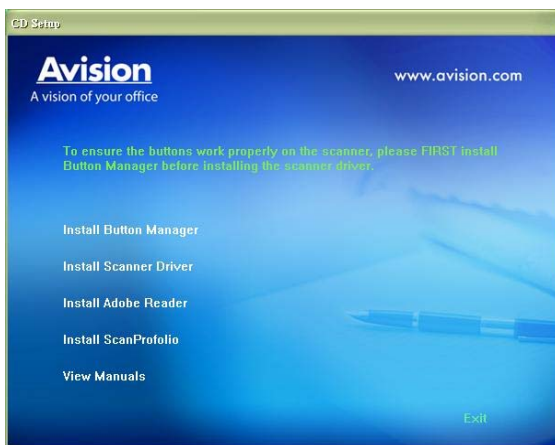 CD Setup
Avision
www.avision.com
A vision of your office
To ensure the buttons work properly on the scanner, please FIRST install
Button Manager before installing the scanner driver.
Install Button Manager
Install Scanner Driver
Install Adobe Reader
Install ScanProfolio
View Manuals
Exit